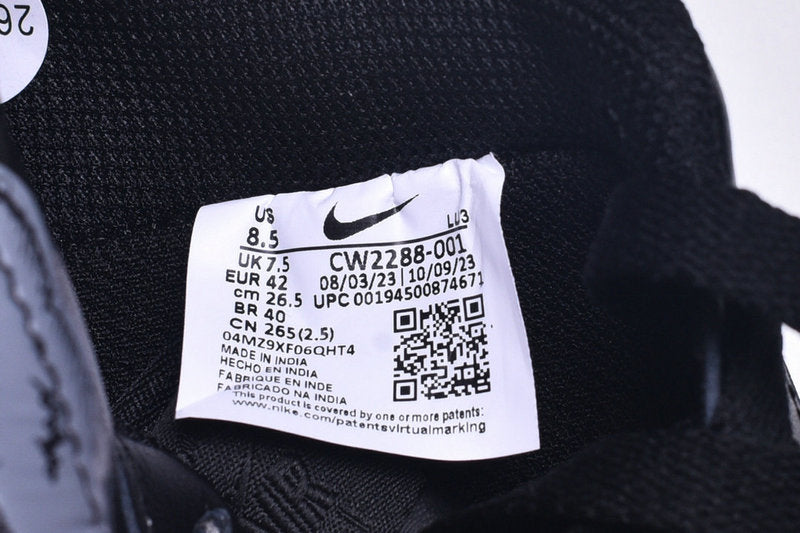 26
US
8.5
LU3
UK 7.5
CW2288-001
EUR 42
08/03/23 | 10/09/23
cm 26.5
UPC 00194500874671
BR 40
CN 265 (2.5)
04MZ9XF06QHT4
MADE IN INDIA
HECHO EN INDIA
FABRIQUE EN INDE
FABRICADO NA INDIA
This product is covered by one or more patents:
www.nike.com/patentsvirtualmarking